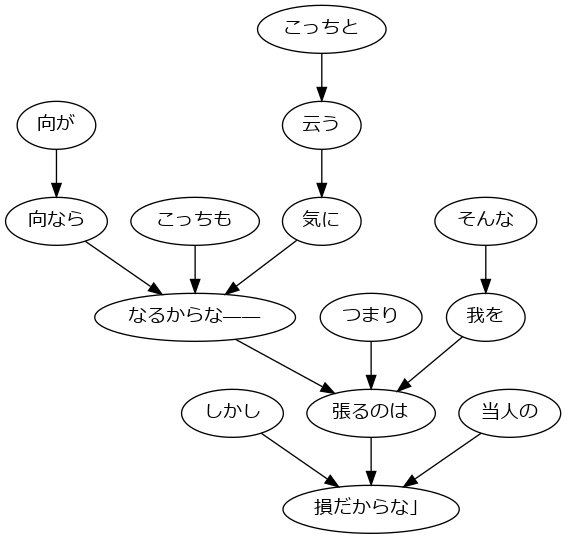 こっちと
向が
云う
向なら
こっちも
気に
そんな
なるからな――
つまり
我を
しかし
張るのは
当人の
損だからな」